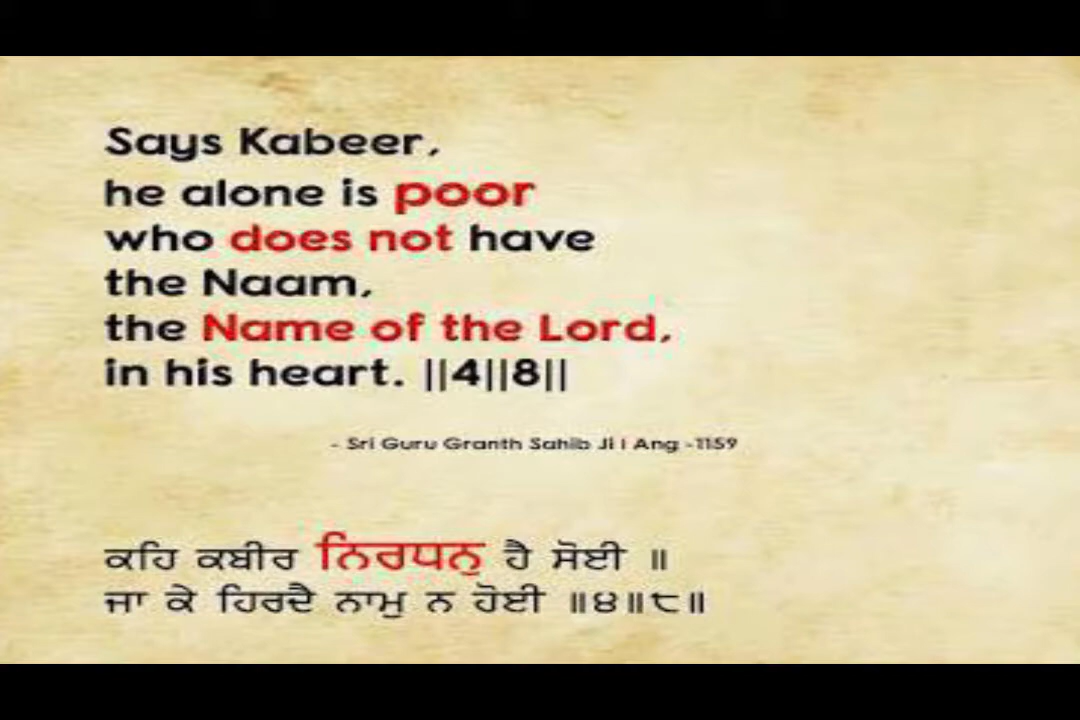 Says Kabeer,
he alone is poor
who does not have
the Naam,
the Name of the Lord,
in his heart. ||4||8||
- Sri Guru Granth Sahib Ji | Ang -1159
ਕਹਿ ਕਬੀਰ ਨਿਰਧਨੁ ਹੈ ਸੋਈ ॥
ਜਾ ਕੇ ਹਿਰਦੈ ਨਾਮੁ ਨ ਹੋਈ ॥੪॥੮॥